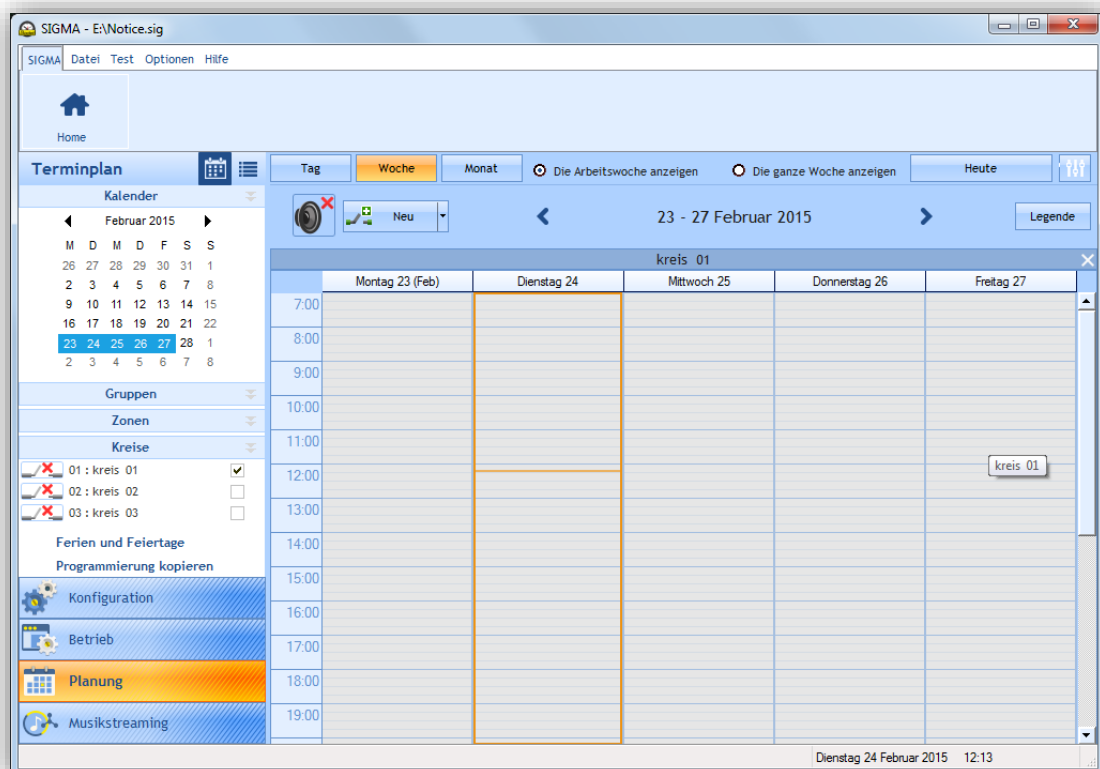 SIGMA - E:\Notice.sig
SIGMA Datei Test Optionen Hilfe
Home
Terminplan
Tag Woche Monat Die Arbeitswoche anzeigen Die ganze Woche anzeigen Heute
Kalender
Februar 2015
M D M D F S S
26 27 28 29 30 31 1
2 3 4 5 6 7 8
9 10 11 12 13 14 15
16 17 18 19 20 21 22
23 24 25 26 27 28 1
2 3 4 5 6 7 8
Gruppen
Zonen
Kreise
01 : kreis 01
02 : kreis 02
03 : kreis 03
Ferien und Feiertage
Programmierung kopieren
Konfiguration
Betrieb
Planung
Musikstreaming
Neu
23 - 27 Februar 2015
Legende
kreis 01
Montag 23 (Feb) Dienstag 24 Mittwoch 25 Donnerstag 26 Freitag 27
7:00
8:00
9:00
10:00
11:00
12:00
13:00
14:00
15:00
16:00
17:00
18:00
19:00
kreis 01
Dienstag 24 Februar 2015 12:13